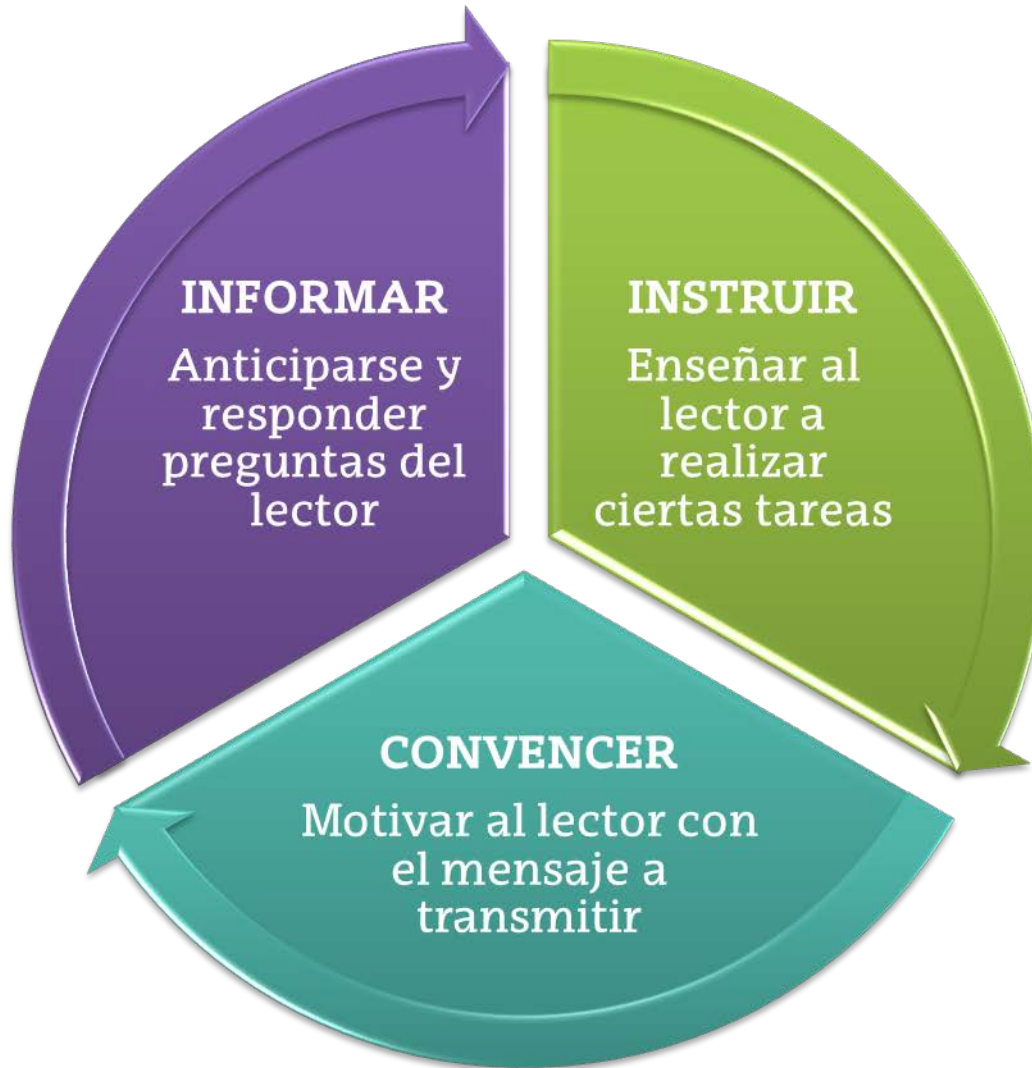 INFORMAR
Anticiparse y
responder
preguntas del
lector
INSTRUIR
Enseñar al
lector a
realizar
ciertas tareas
CONVENCER
Motivar al lector con
el mensaje a
transmitir